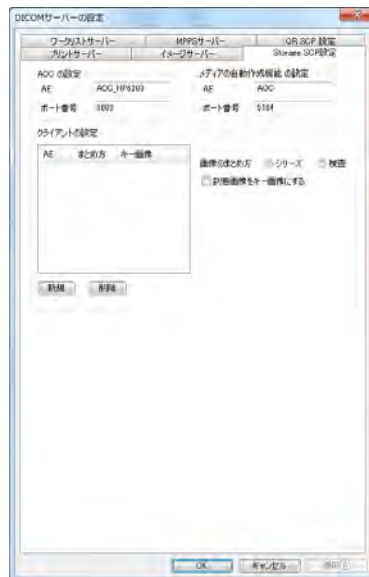 DICOMサーバーの設定
ワークリストサーバー MPPSサーバー QR SCP 設定
プリントサーバー イメージサーバー Storage SCP設定
AOC の設定 メディアの自動作成機能 の設定
AE AOC_HP6203 AE AOC
ポート番号 ポート番号 5104
クライアントの設定
AE まとめ方 キー画像
画像のまとめ方 シリーズ 検査
計画画像をキー画像にする
新規 削除
OK キャンセル